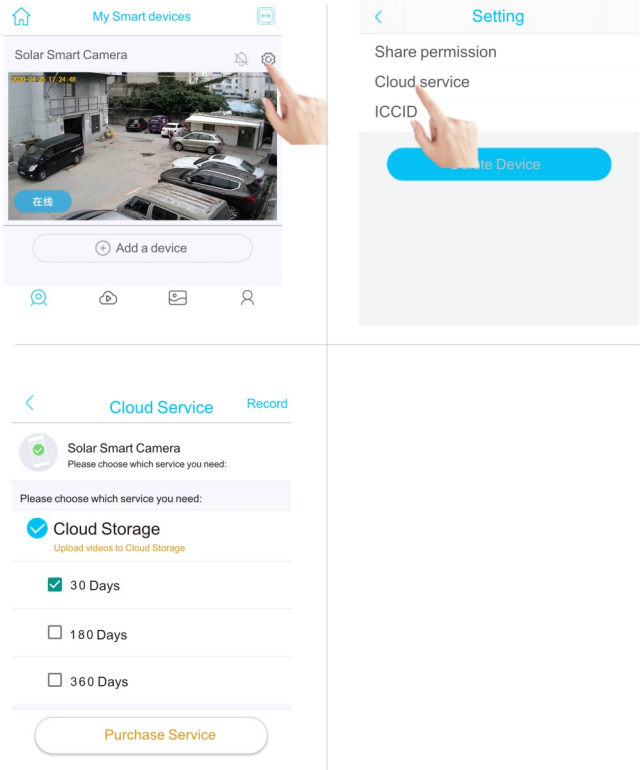 My Smart devices
Solar Smart Camera
2020-04-25 17:24:48
在线
Add a device
Setting
Share permission
Cloud service
ICCID
Delete Device
Cloud Service
Record
Solar Smart Camera
Please choose which service you need:
Please choose which service you need:
Cloud Storage
Upload videos to Cloud Storage
30 Days
180 Days
360 Days
Purchase Service